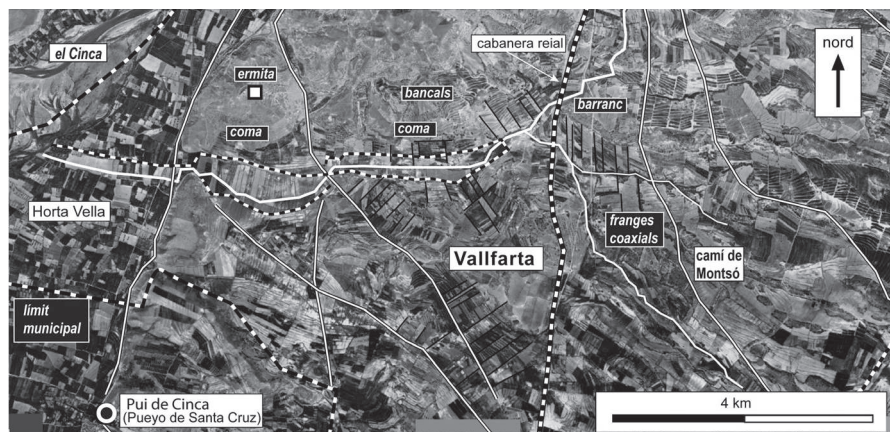 el Cinca
cabanera reial
nord
ermita
bancals
barranc
coma
coma
Horta Vella
franges
coaxials
Vallfarta
camí de
Montsó
límit
municipal
4 km
Pui de Cinca
(Pueyo de Santa Cruz)